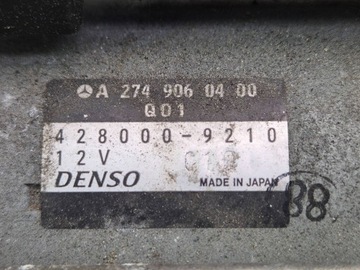 A 274 906 04 00
Q01
428000-9210
12V
DENSO MADE IN JAPAN
88